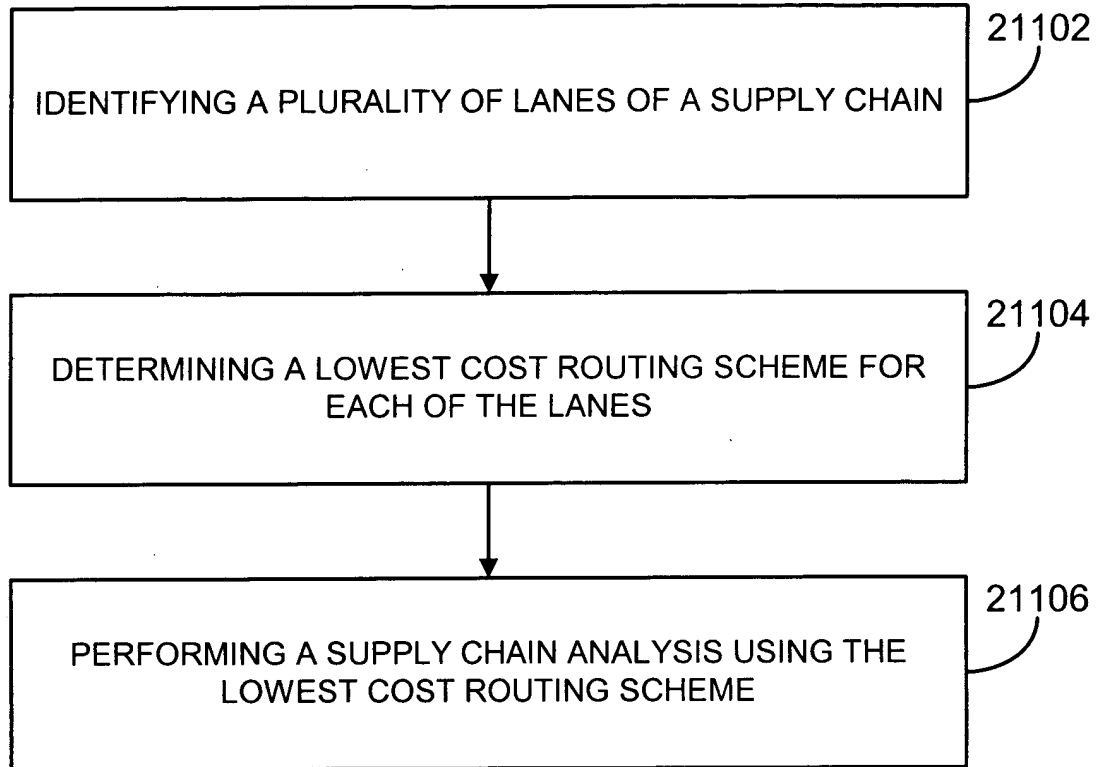 21102
IDENTIFYING A PLURALITY OF LANES OF A SUPPLY CHAIN
21104
DETERMINING A LOWEST COST ROUTING SCHEME FOR
EACH OF THE LANES
21106
PERFORMING A SUPPLY CHAIN ANALYSIS USING THE
LOWEST COST ROUTING SCHEME